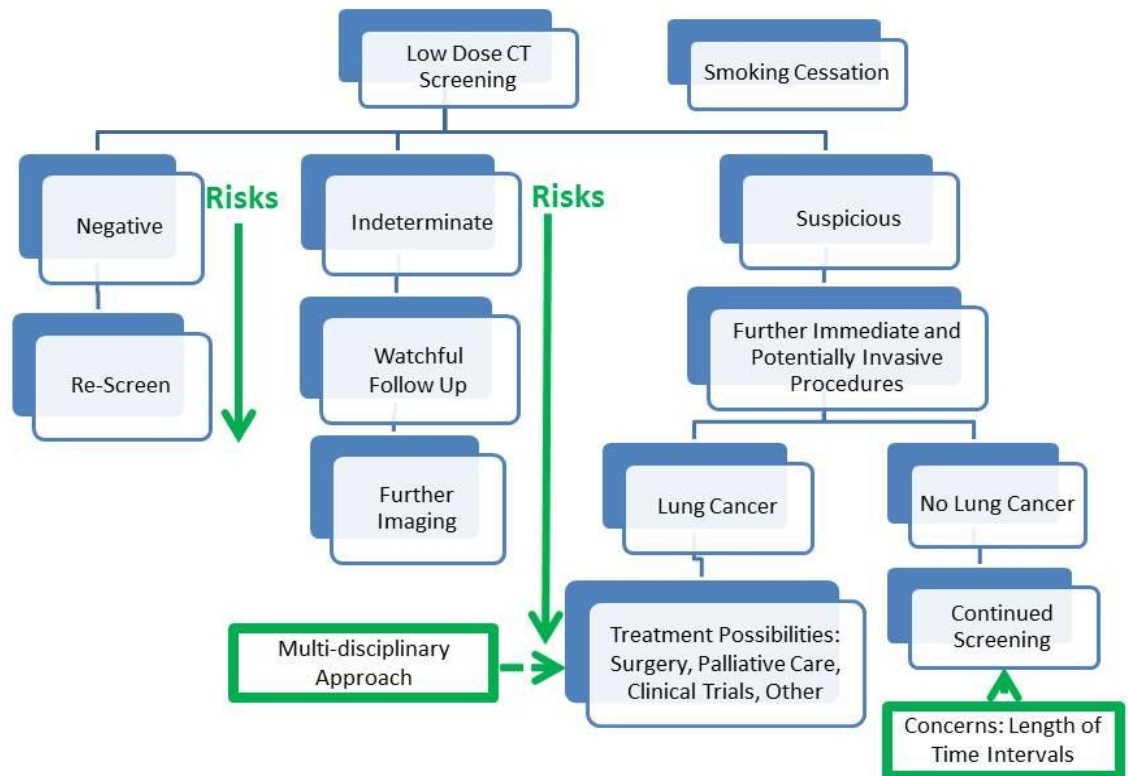 Low Dose CT
Screening
Smoking Cessation
Negative
Risks
Indeterminate
Risks
Suspicious
Re-Screen
Watchful
Follow Up
Further Immediate and
Potentially Invasive
Procedures
Further
Imaging
Lung Cancer
No Lung Cancer
Multi-disciplinary
Approach
Treatment Possibilities:
Surgery, Palliative Care,
Clinical Trials, Other
Continued
Screening
Concerns: Length of
Time Intervals